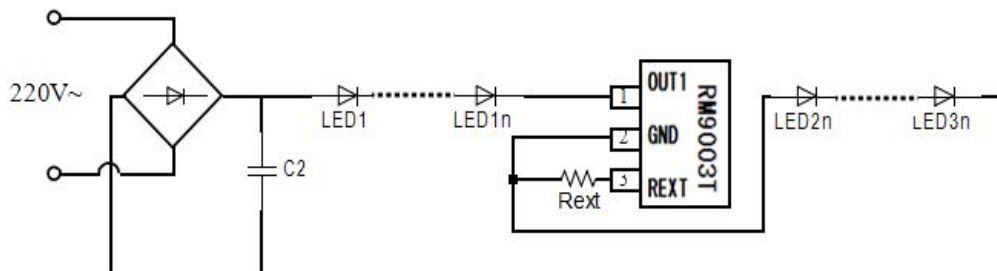 220V~
C2
LED1
LED1n
1
OUT1
2
GND
3
REXT
RM9003T
Rext
LED2n
LED3n